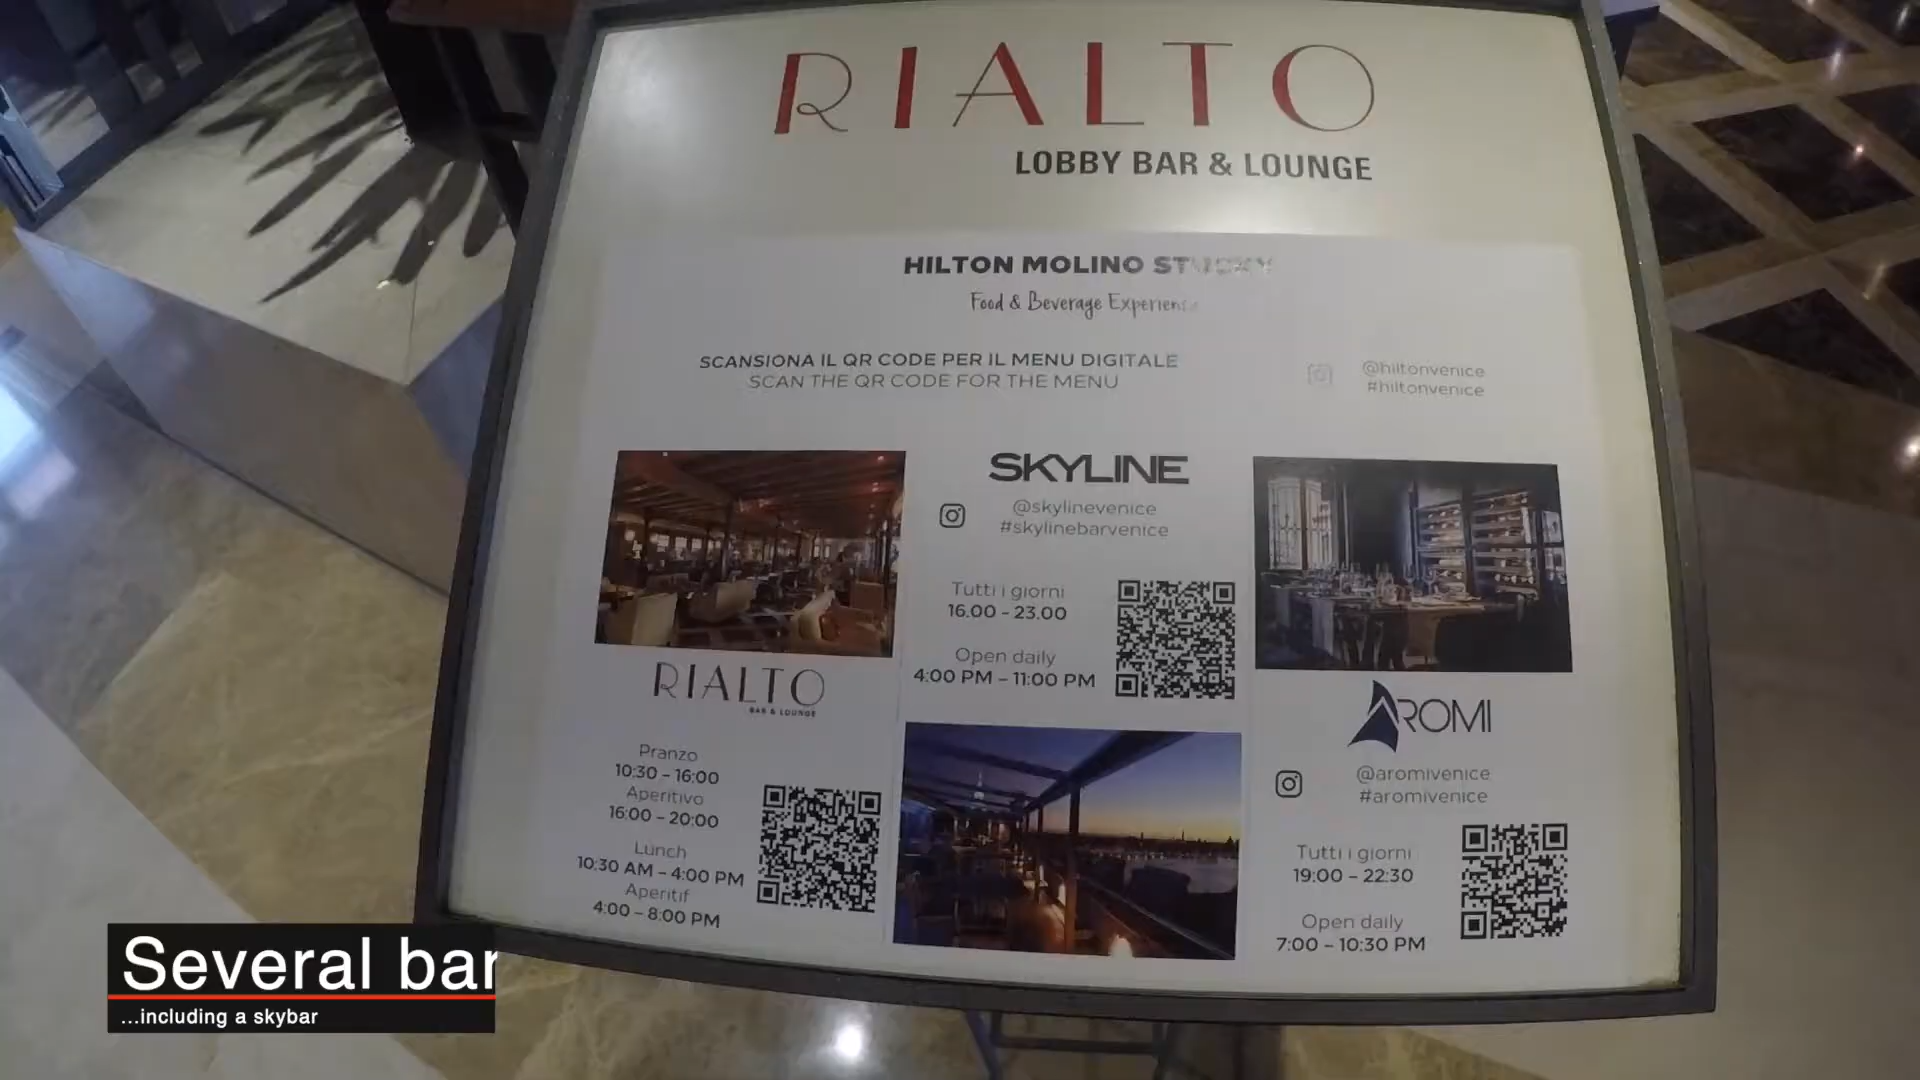 RIALTO
LOBBY BAR & LOUNGE
HILTON MOLINO STUCKY
Food & Beverage Experience
SCANSIONA IL QR CODE PER IL MENU DIGITALE
SCAN THE QR CODE FOR THE MENU
@hiltonvenice
#hiltonvenice
RIALTO
BAR & LOUNGE
Pranzo
10:30 – 16:00
Aperitivo
16:00 – 20:00
Lunch
10:30 AM – 4:00 PM
Aperitif
4:00 – 8:00 PM
SKYLINE
@skylinevenice
#skylinebarvenice
Tutti i giorni
16.00 – 23.00
Open daily
4:00 PM – 11:00 PM
AROMI
@aromivenice
#aromivenice
Tutti i giorni
19:00 – 22:30
Open daily
7:00 – 10:30 PM
Several bar
...including a skybar